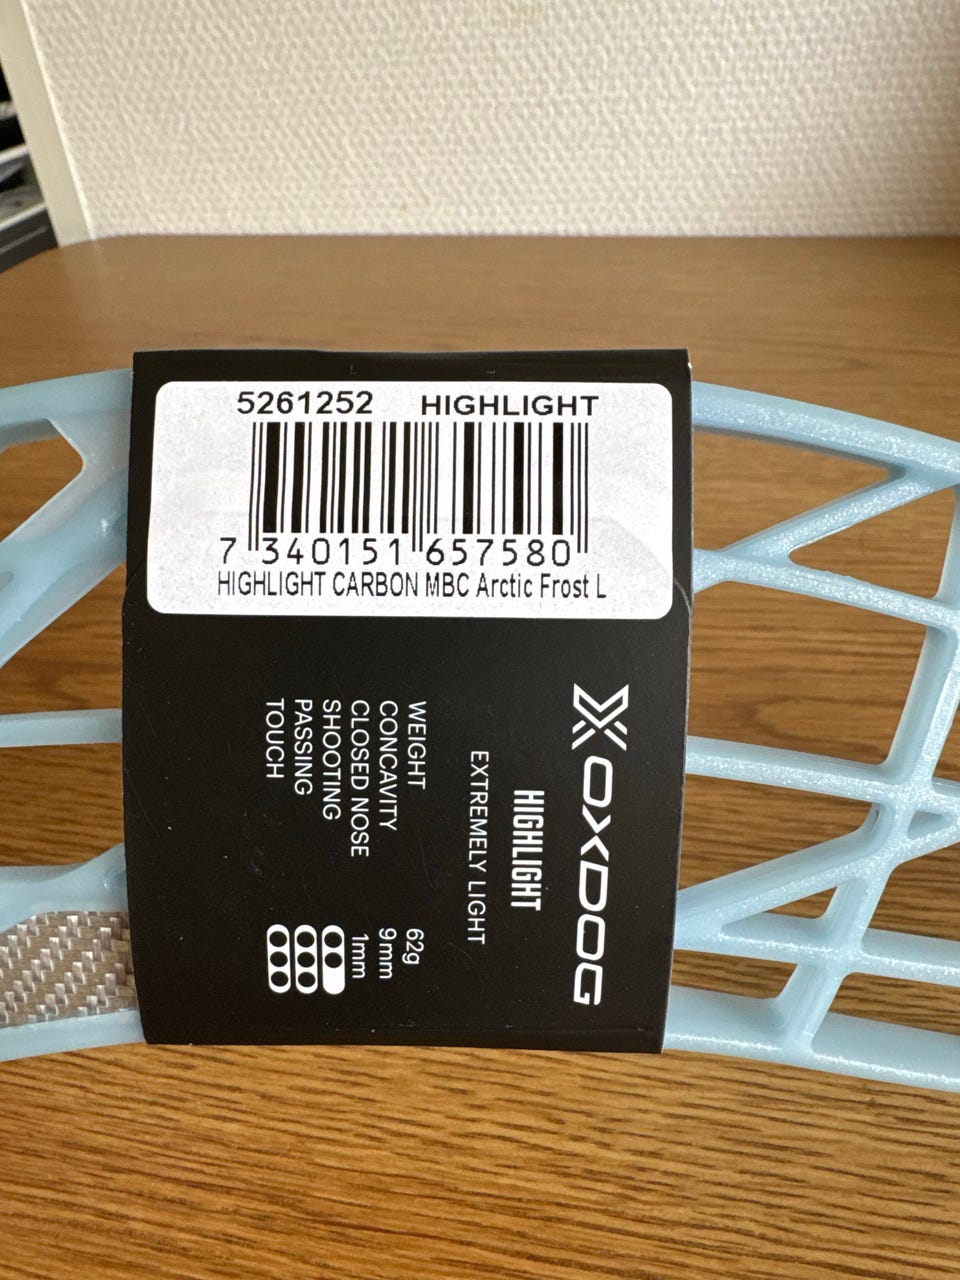 5261252 HIGHLIGHT
7 340151 657580
HIGHLIGHT CARBON MBC Arctic Frost L
OXDOG
HIGHLIGHT
EXTREMELY LIGHT
WEIGHT 62g
CONCAVITY 9mm
CLOSED NOSE 1mm
SHOOTING
PASSING
TOUCH